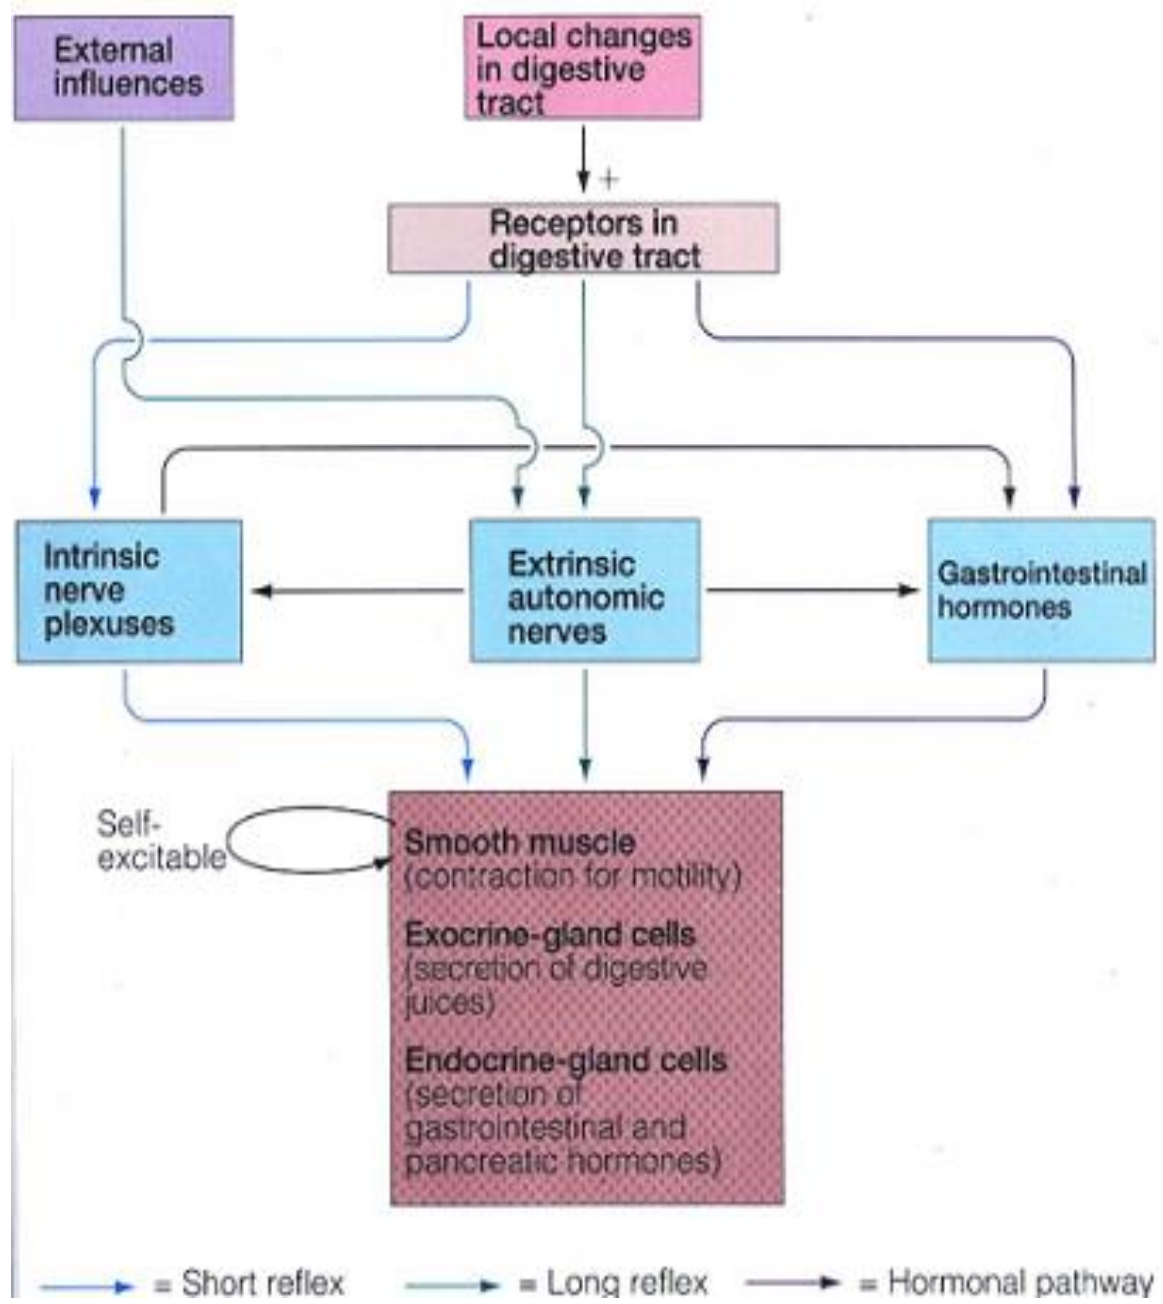 External
influences
Local changes
in digestive
tract
+
Receptors in
digestive tract
Intrinsic
nerve
plexuses
Extrinsic
autonomic
nerves
Gastrointestinal
hormones
Self-
excitable
Smooth muscle
(contraction for motility)
Exocrine-gland cells
(secretion of digestive
juices)
Endocrine-gland cells
(secretion of
gastrointestinal and
pancreatic hormones)
= Short reflex
= Long reflex
= Hormonal pathway